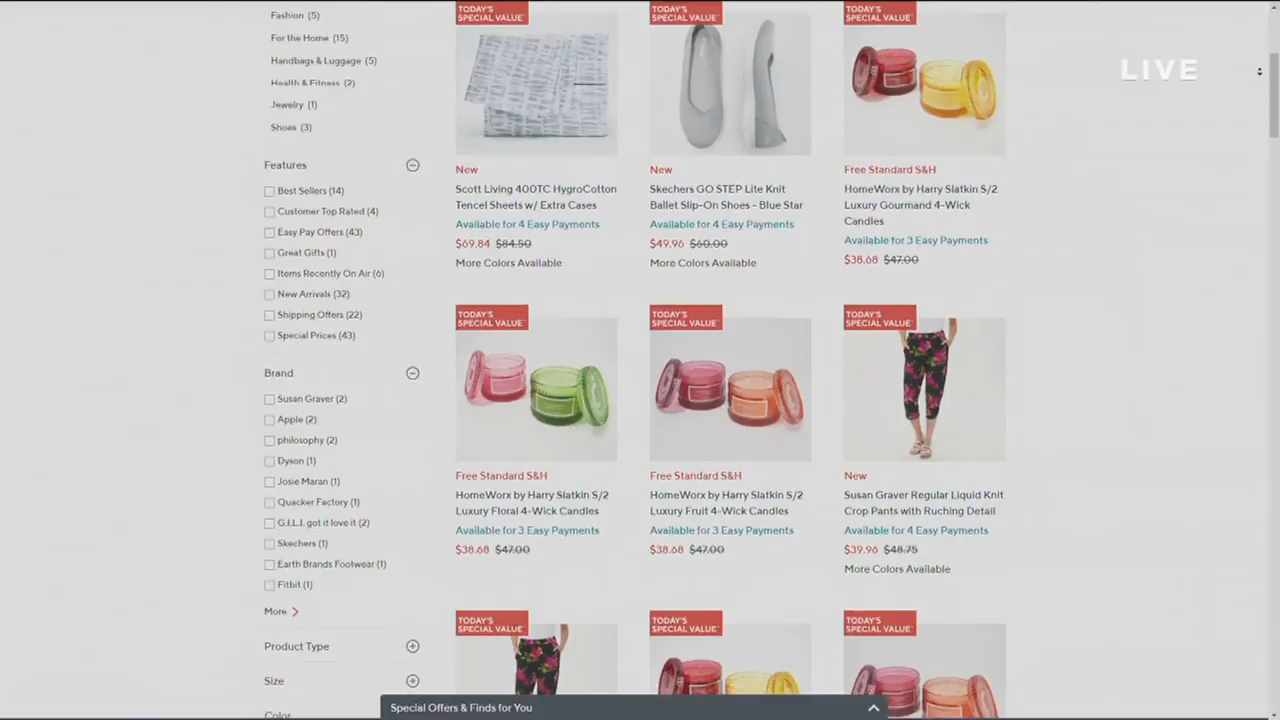 Fashion (5)
For the Home (15)
Handbags & Luggage (5)
Health & Fitness (2)
Jewelry (1)
Shoes (3)
Features
Best Sellers (14)
Customer Top Rated (4)
Easy Pay Offers (43)
Great Gifts (1)
Items Recently On Air (6)
New Arrivals (32)
Shipping Offers (22)
Special Prices (43)
Brand
Susan Graver (2)
Apple (2)
philosophy (2)
Dyson (1)
Josie Maran (1)
Quacker Factory (1)
G.I.L.I. got it love it (2)
Skechers (1)
Earth Brands Footwear (1)
Fitbit (1)
More
Product Type
Size
Color
TODAY'S
SPECIAL VALUE
New
Scott Living 400TC HygroCotton
Tencel Sheets w/ Extra Cases
Available for 4 Easy Payments
$69.84 $84.50
More Colors Available
TODAY'S
SPECIAL VALUE
New
Skechers GO STEP Lite Knit
Ballet Slip-On Shoes - Blue Star
Available for 4 Easy Payments
$49.96 $60.00
More Colors Available
TODAY'S
SPECIAL VALUE
Free Standard S&H
HomeWorx by Harry Slatkin S/2
Luxury Gourmand 4-Wick
Candles
Available for 3 Easy Payments
$38.68 $47.00
LIVE
TODAY'S
SPECIAL VALUE
Free Standard S&H
HomeWorx by Harry Slatkin S/2
Luxury Floral 4-Wick Candles
Available for 3 Easy Payments
$38.68 $47.00
TODAY'S
SPECIAL VALUE
Free Standard S&H
HomeWorx by Harry Slatkin S/2
Luxury Fruit 4-Wick Candles
Available for 3 Easy Payments
$38.68 $47.00
TODAY'S
SPECIAL VALUE
New
Susan Graver Regular Liquid Knit
Crop Pants with Ruching Detail
Available for 4 Easy Payments
$39.96 $48.75
More Colors Available
TODAY'S
SPECIAL VALUE
TODAY'S
SPECIAL VALUE
TODAY'S
SPECIAL VALUE
Special Offers & Finds for You